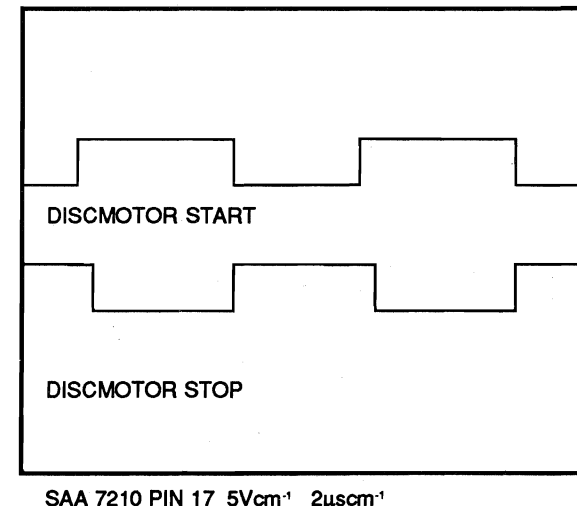 DISCMOTOR START
DISCMOTOR STOP
SAA 7210 PIN 17 5Vcm⁻¹ 2µscm⁻¹